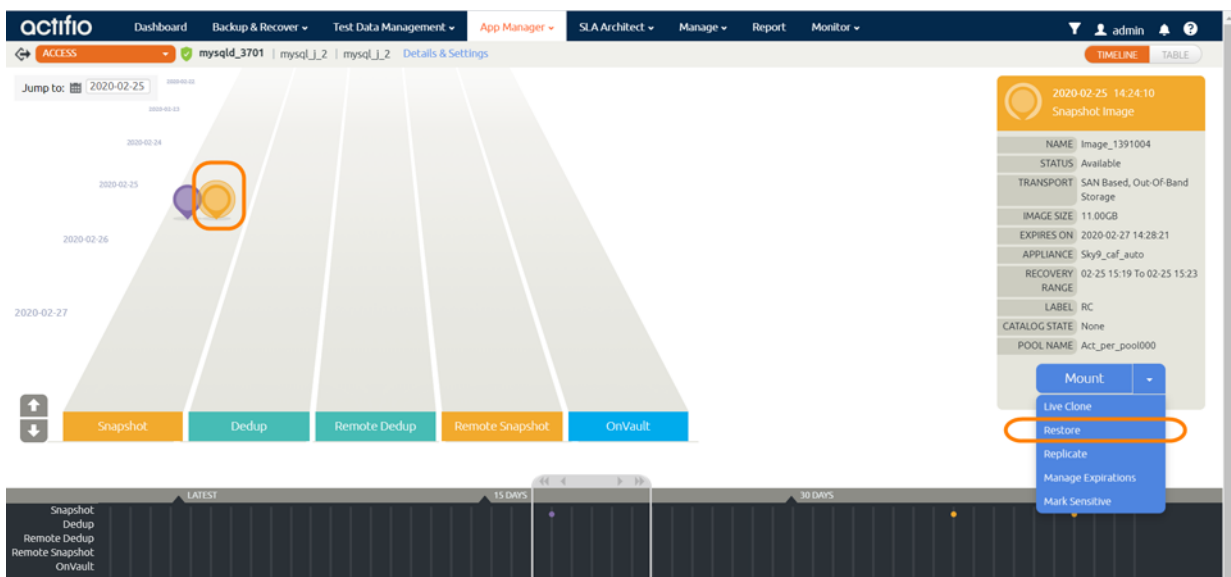 actifio Dashboard Backup & Recover Test Data Management App Manager SLA Architect Manage Report Monitor admin ?
ACCESS mysqld_3701 | mysql_j_2 | mysql_j_2 Details & Settings TIMELINE TABLE
Jump to: 2020-02-25
2020-02-24
2020-02-25
2020-02-26
2020-02-27
Snapshot Dedup Remote Dedup Remote Snapshot OnVault
2020-02-25 14:24:10
Snapshot Image
NAME Image_1391004
STATUS Available
TRANSPORT SAN Based, Out-Of-Band
Storage
IMAGE SIZE 11.00GB
EXPIRES ON 2020-02-27 14:28:21
APPLIANCE Sky9_caf_auto
RECOVERY 02-25 15:19 To 02-25 15:23
RANGE
LABEL RC
CATALOG STATE None
POOL NAME Act_per_pool000
Mount
Live Clone
Restore
Replicate
Manage Expirations
Mark Sensitive
LATEST 15 DAYS 30 DAYS
Snapshot
Dedup
Remote Dedup
Remote Snapshot
OnVault